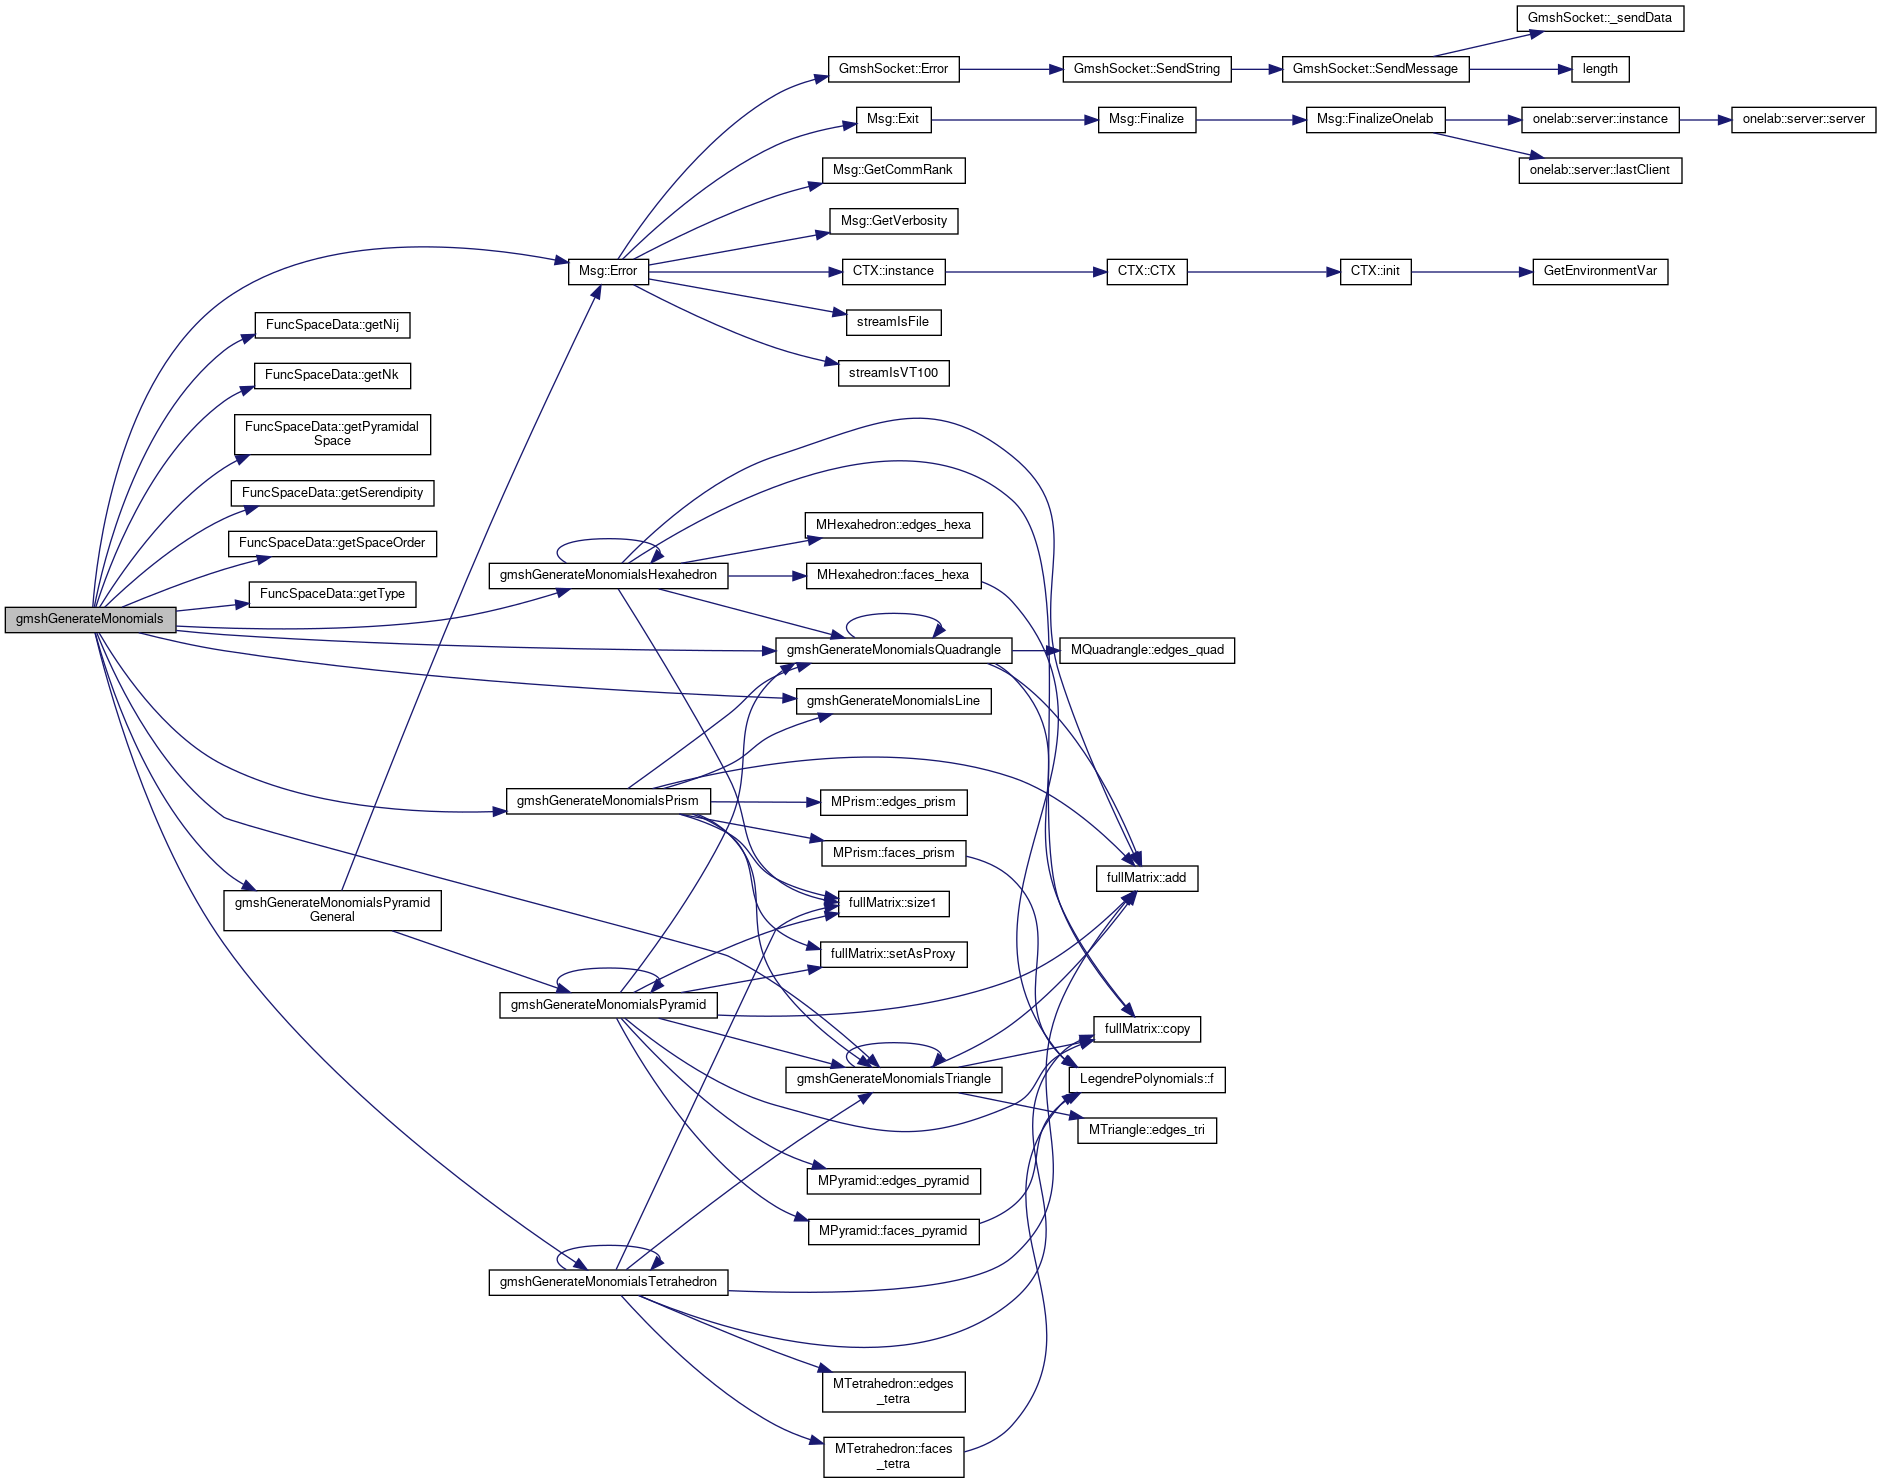 GmshSocket::_sendData
GmshSocket::Error
GmshSocket::SendString
GmshSocket::SendMessage
length
Msg::Exit
Msg::Finalize
Msg::FinalizeOnelab
onelab::server::instance
onelab::server::server
Msg::GetCommRank
onelab::server::lastClient
Msg::GetVerbosity
Msg::Error
CTX::instance
CTX::CTX
CTX::init
GetEnvironmentVar
FuncSpaceData::getNij
streamIsFile
FuncSpaceData::getNk
streamIsVT100
FuncSpaceData::getPyramidal
Space
FuncSpaceData::getSerendipity
MHexahedron::edges_hexa
FuncSpaceData::getSpaceOrder
gmshGenerateMonomialsHexahedron
MHexahedron::faces_hexa
FuncSpaceData::getType
gmshGenerateMonomials
gmshGenerateMonomialsQuadrangle
MQuadrangle::edges_quad
gmshGenerateMonomialsLine
gmshGenerateMonomialsPrism
MPrism::edges_prism
MPrism::faces_prism
fullMatrix::add
gmshGenerateMonomialsPyramid
General
fullMatrix::size1
fullMatrix::setAsProxy
gmshGenerateMonomialsPyramid
fullMatrix::copy
gmshGenerateMonomialsTriangle
LegendrePolynomials::f
MTriangle::edges_tri
MPyramid::edges_pyramid
MPyramid::faces_pyramid
gmshGenerateMonomialsTetrahedron
MTetrahedron::edges
_tetra
MTetrahedron::faces
_tetra